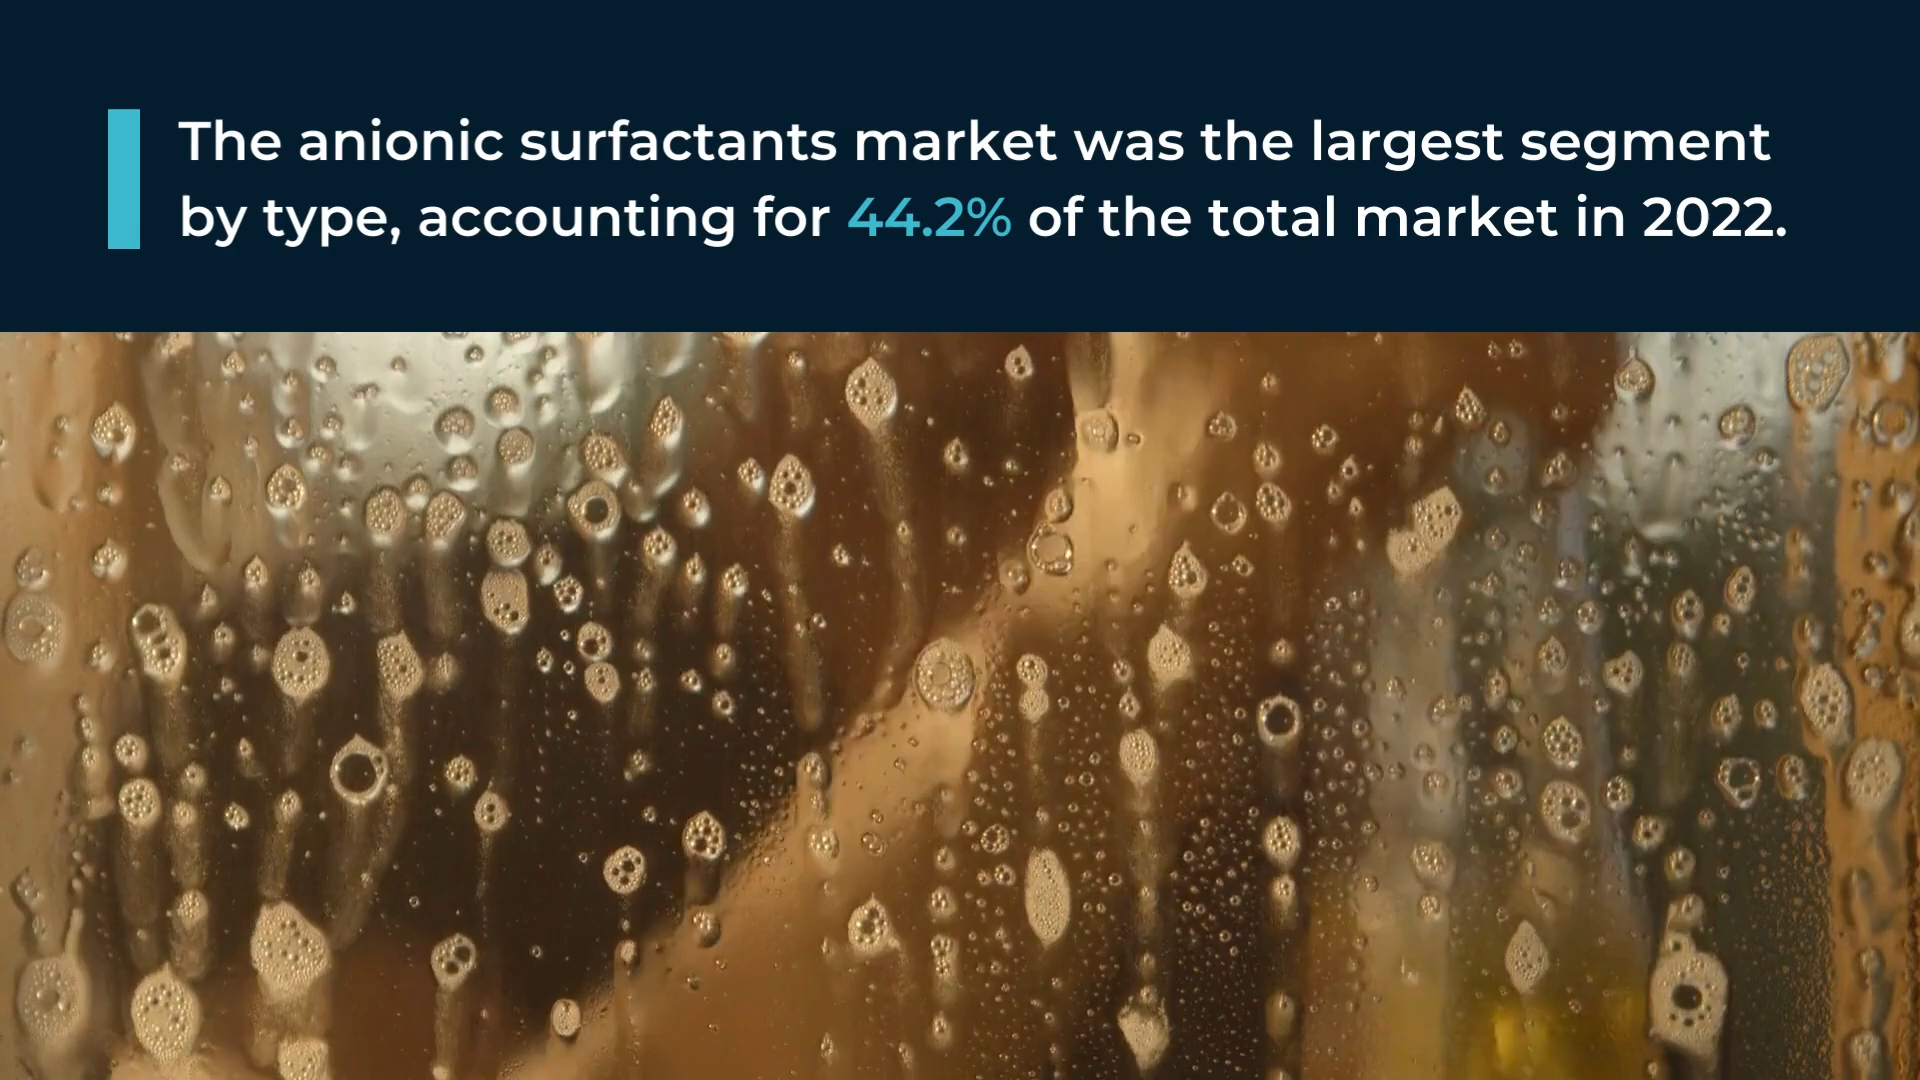 The anionic surfactants market was the largest segment
by type, accounting for 44.2% of the total market in 2022.